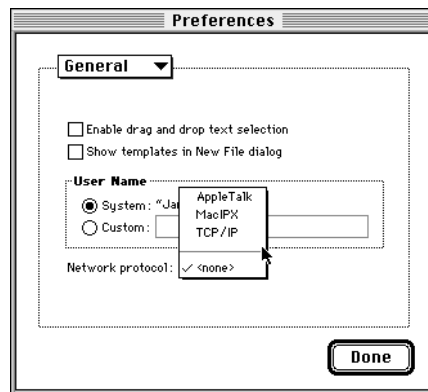 Preferences
General
Enable drag and drop text selection
Show templates in New File dialog
User Name
System: "Ja
Custom:
AppleTalk
MacIPX
TCP/IP
Network protocol: ✓ <none>
Done